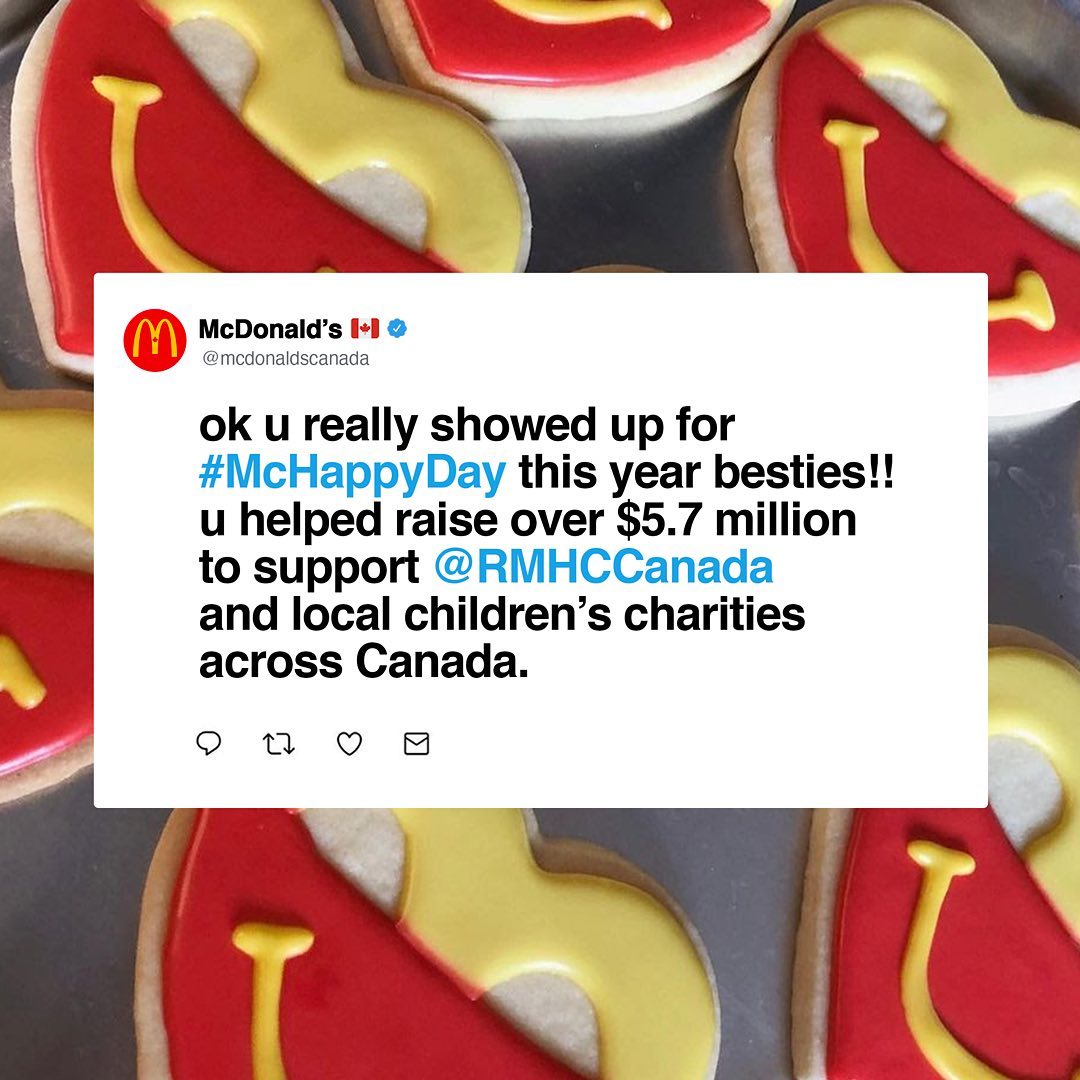 McDonald’s 🇨🇦
@mcdonaldscanada
ok u really showed up for
#McHappyDay this year besties!!
u helped raise over $5.7 million
to support @RMHCCanada
and local children’s charities
across Canada.